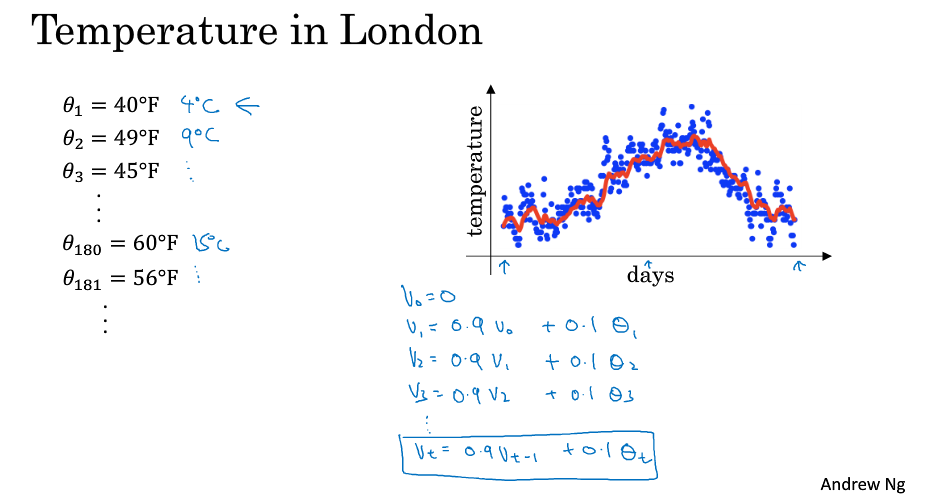 Temperature in London
θ₁ = 40°F 4°C ←
θ₂ = 49°F 9°C
θ₃ = 45°F ⋮
⋮
θ₁₈₀ = 60°F 15°C
θ₁₈₁ = 56°F ⋮
⋮
temperature
days
V₀ = 0
V₁ = 0.9 V₀ + 0.1 θ₁
V₂ = 0.9 V₁ + 0.1 θ₂
V₃ = 0.9 V₂ + 0.1 θ₃
⋮
Vₜ = 0.9 Vₜ₋₁ + 0.1 θₜ
Andrew Ng